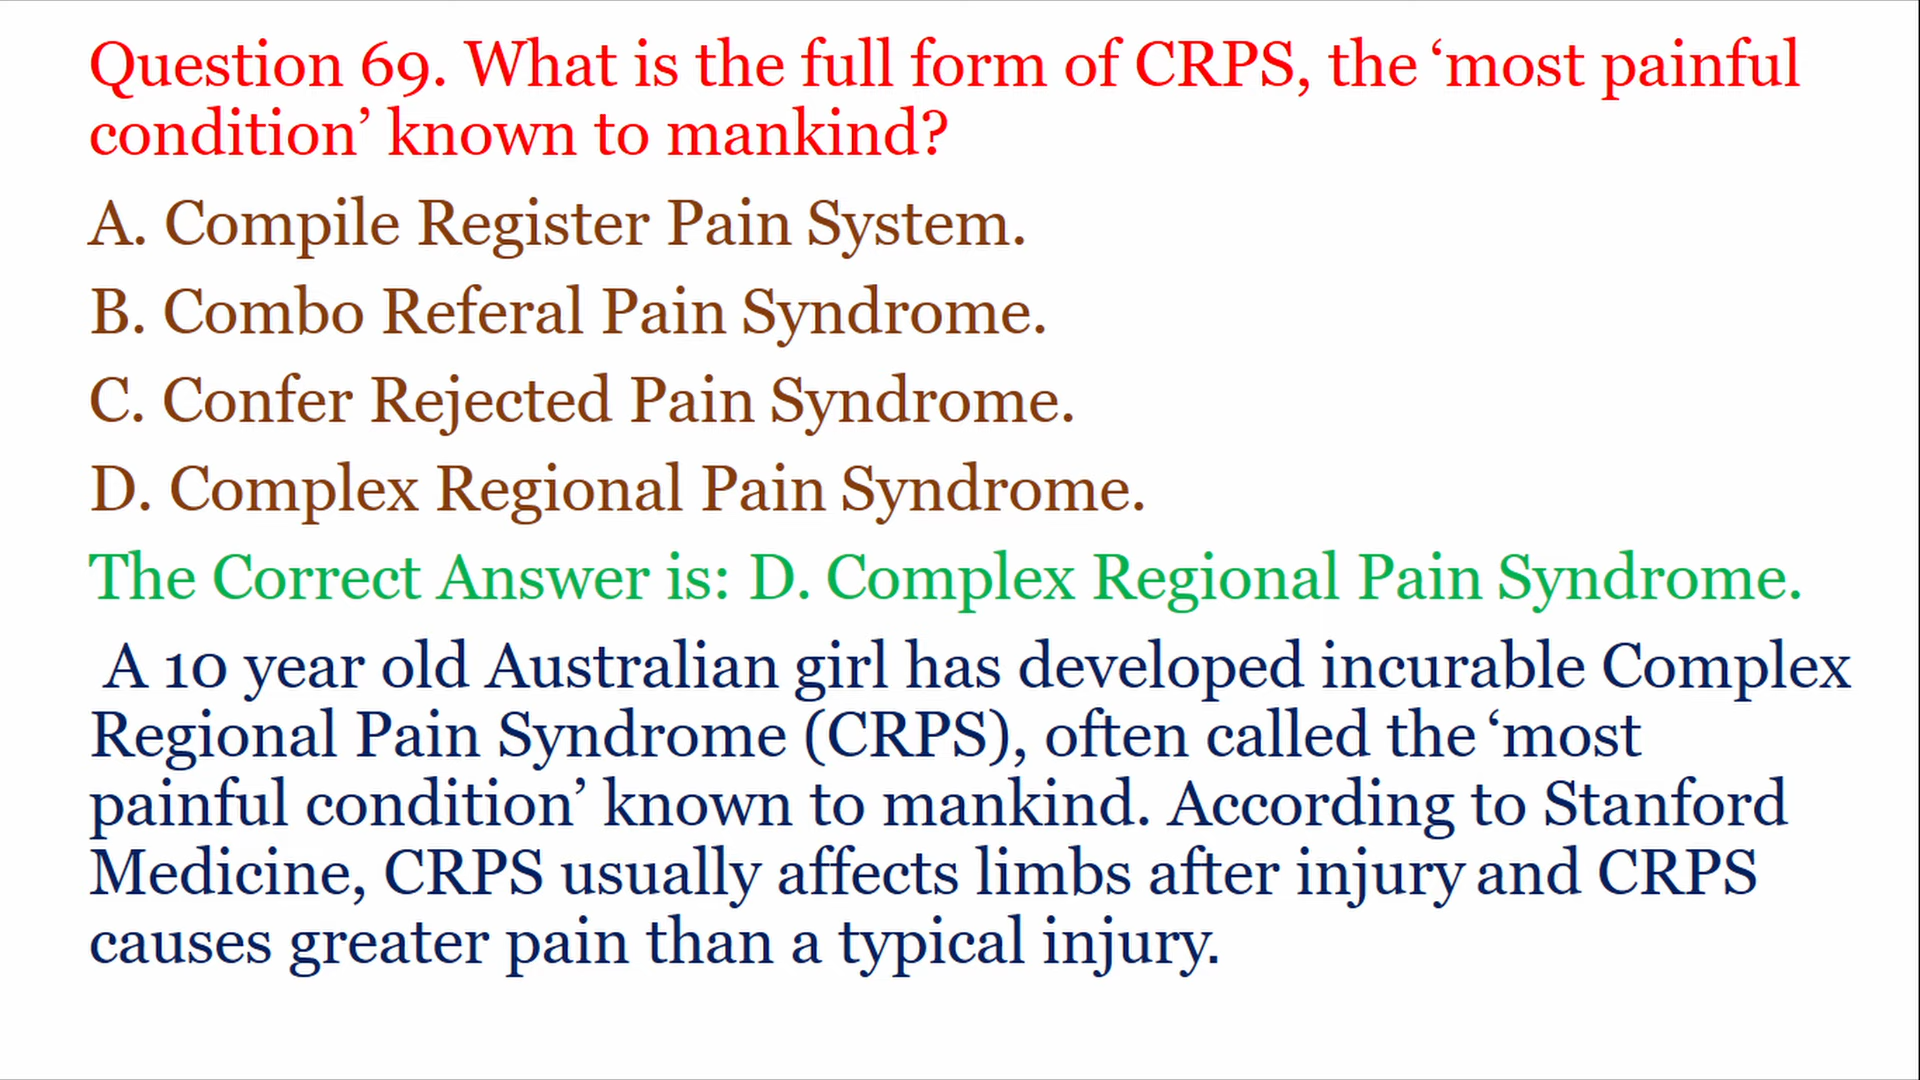 Question 69. What is the full form of CRPS, the ‘most painful
condition’ known to mankind?
A. Compile Register Pain System.
B. Combo Referal Pain Syndrome.
C. Confer Rejected Pain Syndrome.
D. Complex Regional Pain Syndrome.
The Correct Answer is: D. Complex Regional Pain Syndrome.
A 10 year old Australian girl has developed incurable Complex
Regional Pain Syndrome (CRPS), often called the ‘most
painful condition’ known to mankind. According to Stanford
Medicine, CRPS usually affects limbs after injury and CRPS
causes greater pain than a typical injury.